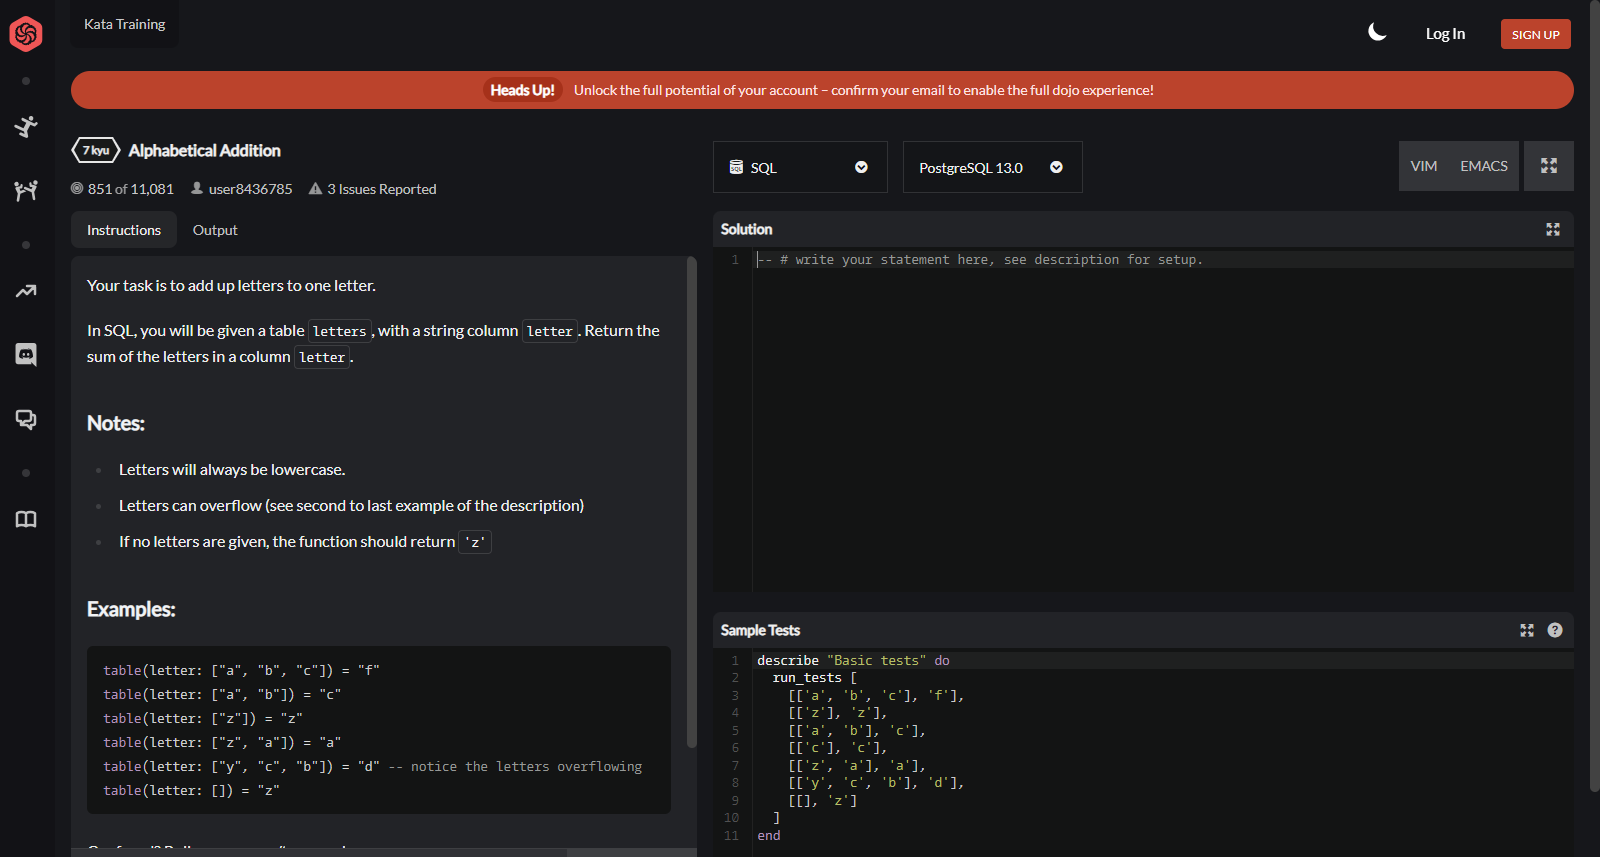 Kata Training
Log In
SIGN UP
Heads Up! Unlock the full potential of your account – confirm your email to enable the full dojo experience!
7 kyu Alphabetical Addition
851 of 11,081 user8436785 3 Issues Reported
Instructions Output
Your task is to add up letters to one letter.
In SQL, you will be given a table letters, with a string column letter. Return the
sum of the letters in a column letter.
Notes:
Letters will always be lowercase.
Letters can overflow (see second to last example of the description)
If no letters are given, the function should return 'z'
Examples:
table(letter: ["a", "b", "c"]) = "f"
table(letter: ["a", "b"]) = "c"
table(letter: ["z"]) = "z"
table(letter: ["z", "a"]) = "a"
table(letter: ["y", "c", "b"]) = "d" -- notice the letters overflowing
table(letter: []) = "z"
SQL
PostgreSQL 13.0
VIM EMACS
Solution
1 -- # write your statement here, see description for setup.
Sample Tests
1 describe "Basic tests" do
2 run_tests [
3 [['a', 'b', 'c'], 'f'],
4 [['z'], 'z'],
5 [['a', 'b'], 'c'],
6 [['c'], 'c'],
7 [['z', 'a'], 'a'],
8 [['y', 'c', 'b'], 'd'],
9 [[], 'z']
10 ]
11 end